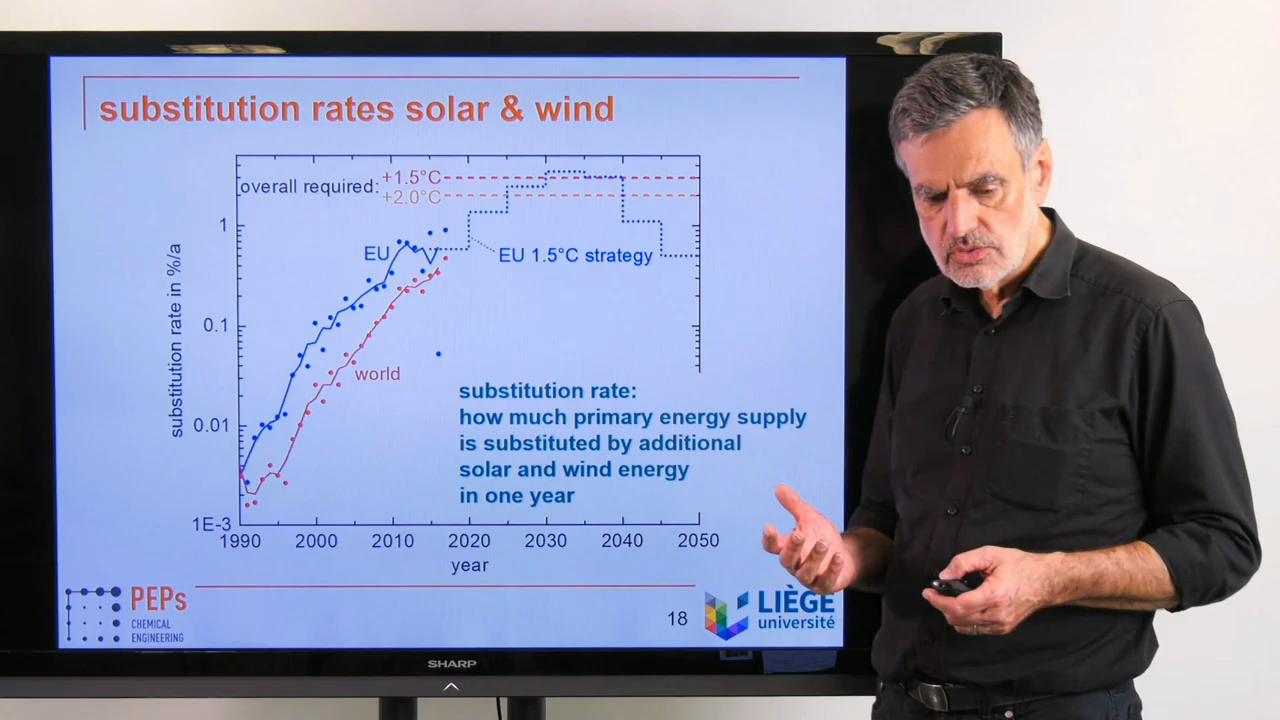 substitution rates solar & wind
overall required:
+1.5°C
+2.0°C
1
EU
EU 1.5°C strategy
substitution rate in %/a
0.1
world
substitution rate:
how much primary energy supply
is substituted by additional
solar and wind energy
in one year
0.01
1E-3
1990 2000 2010 2020 2030 2040 2050
year
PEPs
CHEMICAL
ENGINEERING
18
LIÈGE
université
SHARP